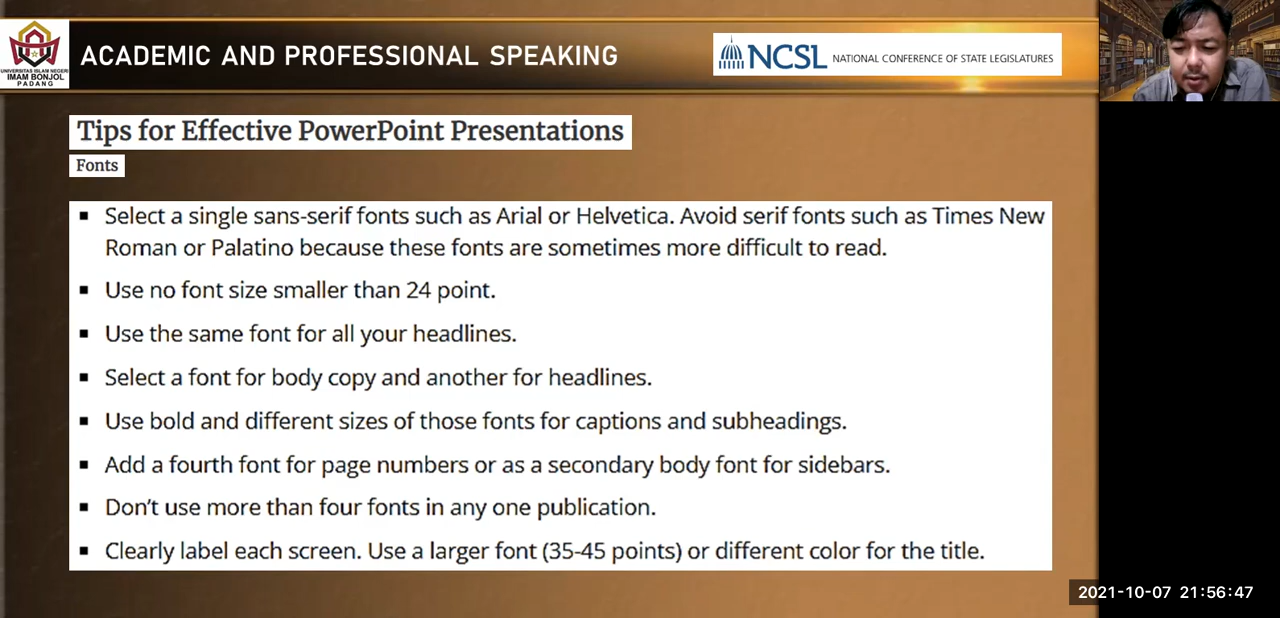 UNIVERSITAS ISLAM NEGERI
IMAM BONJOL
PADANG
ACADEMIC AND PROFESSIONAL SPEAKING
NCSL NATIONAL CONFERENCE OF STATE LEGISLATURES
Tips for Effective PowerPoint Presentations
Fonts
▪ Select a single sans-serif fonts such as Arial or Helvetica. Avoid serif fonts such as Times New
Roman or Palatino because these fonts are sometimes more difficult to read.
▪ Use no font size smaller than 24 point.
▪ Use the same font for all your headlines.
▪ Select a font for body copy and another for headlines.
▪ Use bold and different sizes of those fonts for captions and subheadings.
▪ Add a fourth font for page numbers or as a secondary body font for sidebars.
▪ Don’t use more than four fonts in any one publication.
▪ Clearly label each screen. Use a larger font (35-45 points) or different color for the title.
2021-10-07 21:56:47